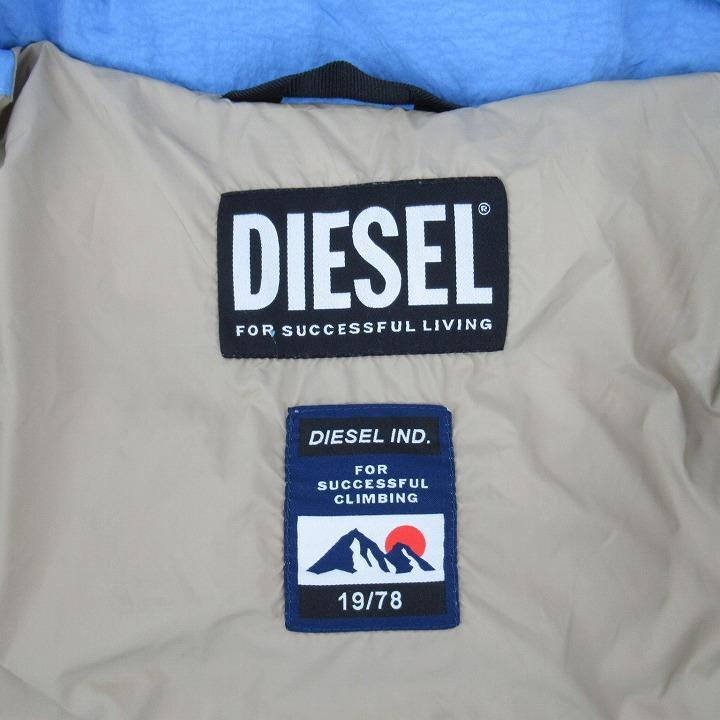 DIESEL®
FOR SUCCESSFUL LIVING
DIESEL IND.
FOR
SUCCESSFUL
CLIMBING
19/78